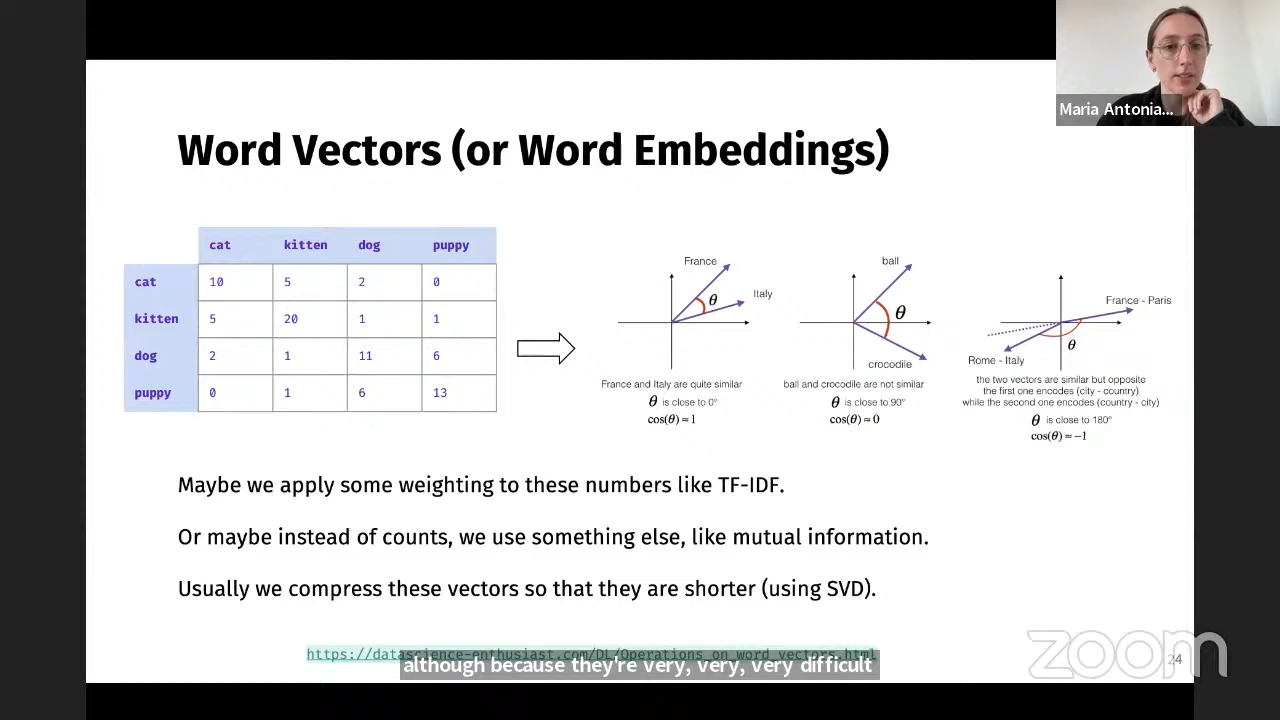 Maria Antonia...
Word Vectors (or Word Embeddings)
cat kitten dog puppy
cat 10 5 2 0
kitten 5 20 1 1
dog 2 1 11 6
puppy 0 1 6 13
France
Italy
θ
France and Italy are quite similar
θ is close to 0°
cos(θ) ≈ 1
ball
θ
crocodile
ball and crocodile are not similar
θ is close to 90°
cos(θ) ≈ 0
France - Paris
θ
Rome - Italy
the two vectors are similar but opposite
the first one encodes (city - country)
while the second one encodes (country - city)
θ is close to 180°
cos(θ) ≈ -1
Maybe we apply some weighting to these numbers like TF-IDF.
Or maybe instead of counts, we use something else, like mutual information.
Usually we compress these vectors so that they are shorter (using SVD).
https://datascience-enthusiast.com/DL/Operations_on_word_vectors.html
although because they're very, very, very difficult
zoom
24